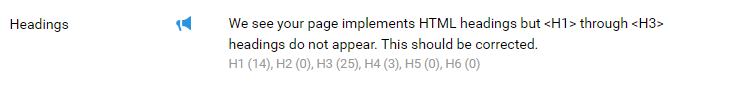 Headings
We see your page implements HTML headings but <H1> through <H3>
headings do not appear. This should be corrected.
H1 (14), H2 (0), H3 (25), H4 (3), H5 (0), H6 (0)